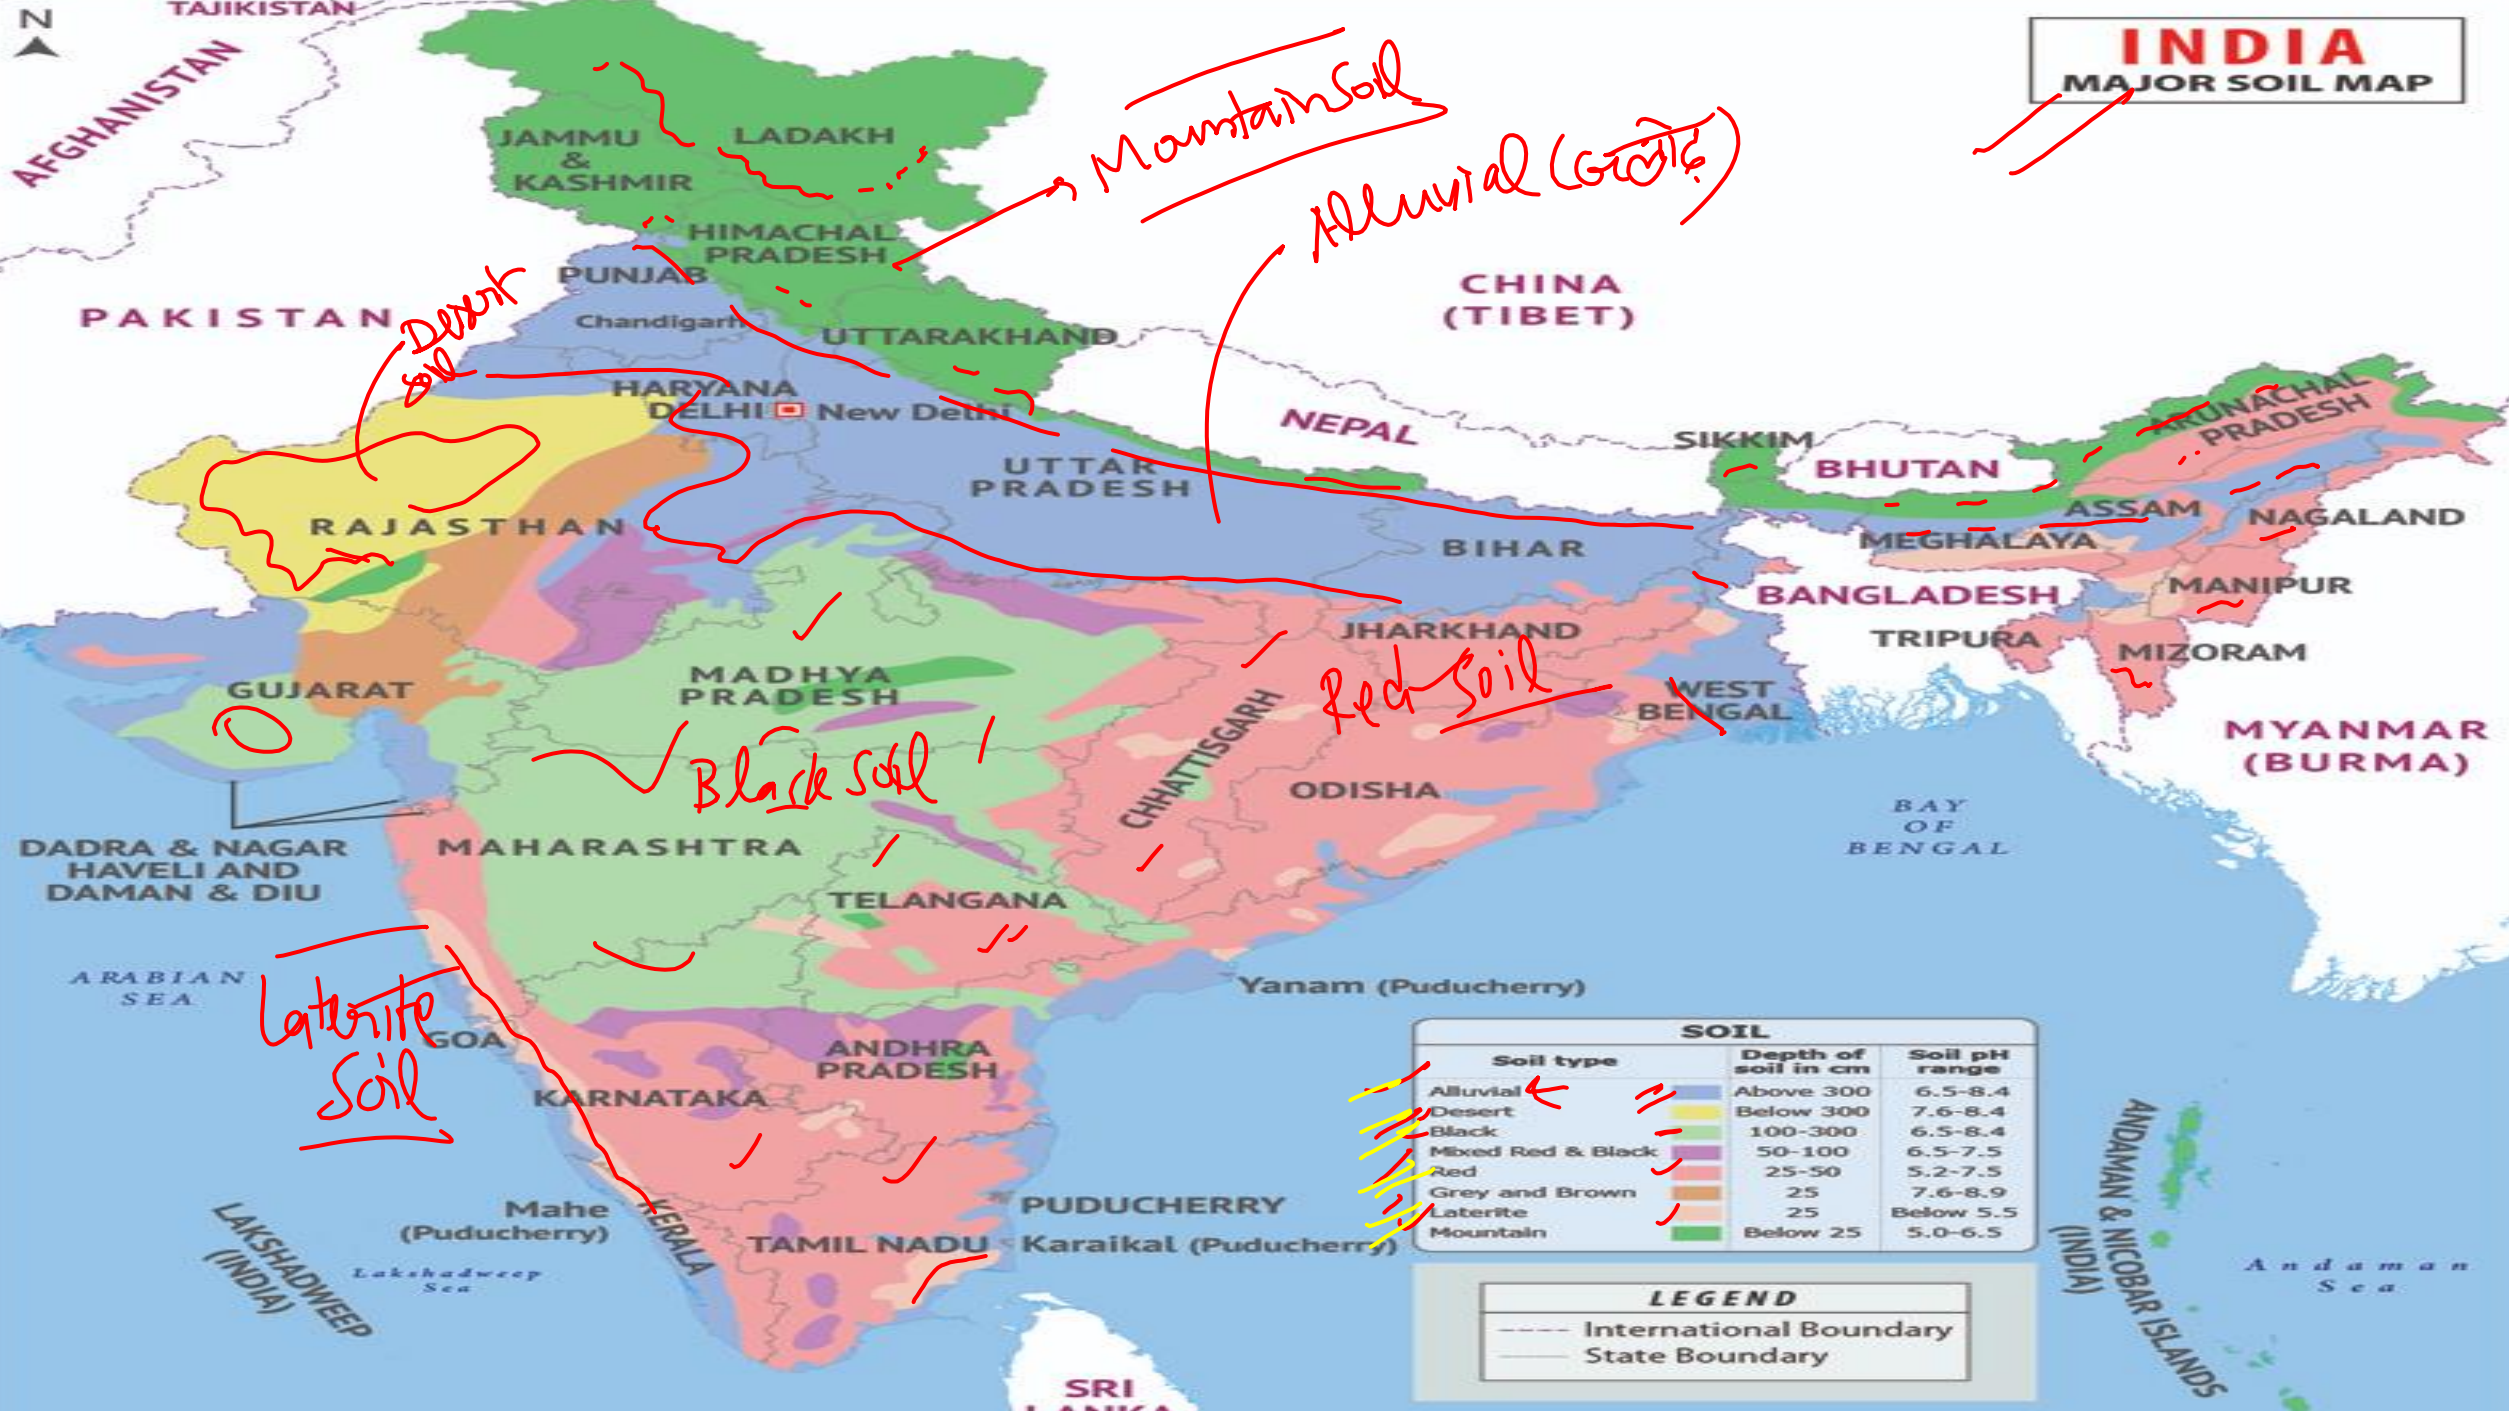 N
TAJIKISTAN
AFGHANISTAN
INDIA
MAJOR SOIL MAP
JAMMU
&
KASHMIR
LADAKH
Mountain Soil
Alluvial
HIMACHAL
PRADESH
PUNJAB
Chandigarh
PAKISTAN
Desert
Soil
UTTARAKHAND
CHINA
(TIBET)
HARYANA
DELHI
New Delhi
NEPAL
SIKKIM
BHUTAN
ARUNACHAL
PRADESH
UTTAR
PRADESH
RAJASTHAN
ASSAM
NAGALAND
BIHAR
MEGHALAYA
MANIPUR
BANGLADESH
JHARKHAND
TRIPURA
MIZORAM
GUJARAT
MADHYA
PRADESH
Red Soil
WEST
BENGAL
MYANMAR
(BURMA)
Black Soil
CHHATTISGARH
ODISHA
BAY
OF
BENGAL
DADRA & NAGAR
HAVELI AND
DAMAN & DIU
MAHARASHTRA
TELANGANA
ARABIAN
SEA
Laterite
Soil
GOA
Yanam (Puducherry)
ANDHRA
PRADESH
KARNATAKA
SOIL
Soil type Depth of soil in cm Soil pH range
Alluvial Above 300 6.5-8.4
Desert Below 300 7.6-8.4
Black 100-300 6.5-8.4
Mixed Red & Black 50-100 6.5-7.5
Red 25-50 5.2-7.5
Grey and Brown 25 7.6-8.9
Laterite 25 Below 5.5
Mountain Below 25 5.0-6.5
Mahe
(Puducherry)
KERALA
PUDUCHERRY
TAMIL NADU
Karaikal (Puducherry)
LAKSHADWEEP
(INDIA)
Lakshadweep
Sea
ANDAMAN & NICOBAR ISLANDS
(INDIA)
Andaman
Sea
LEGEND
International Boundary
State Boundary
SRI
LANKA